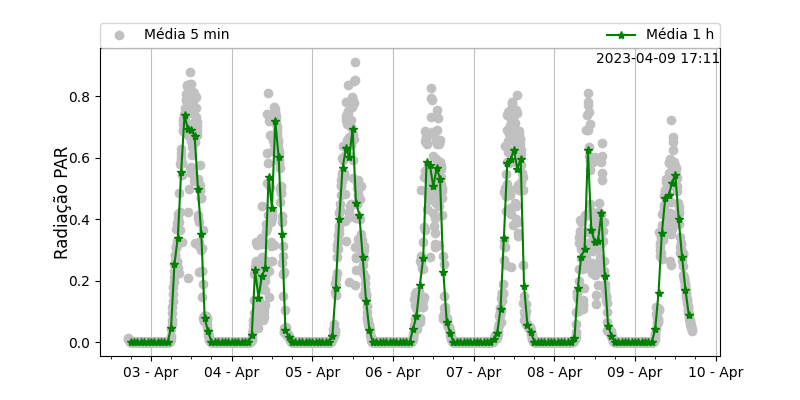 Média 5 min
Média 1 h
2023-04-09 17:11
Radiação PAR
0.8
0.6
0.4
0.2
0.0
03 - Apr
04 - Apr
05 - Apr
06 - Apr
07 - Apr
08 - Apr
09 - Apr
10 - Apr